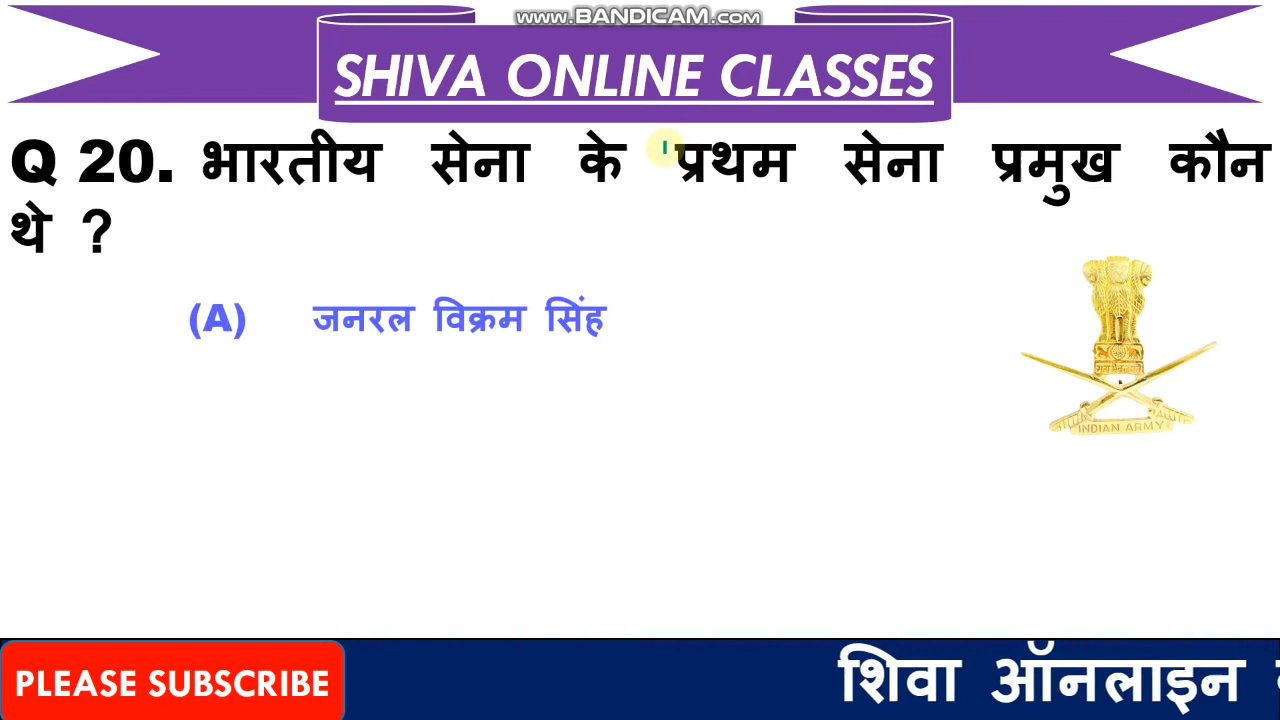 www.BANDICAM.com
SHIVA ONLINE CLASSES
Q 20. भारतीय सेना के प्रथम सेना प्रमुख कौन
थे ?
(A) जनरल विक्रम सिंह
INDIAN ARMY
PLEASE SUBSCRIBE
शिवा ऑनलाइन